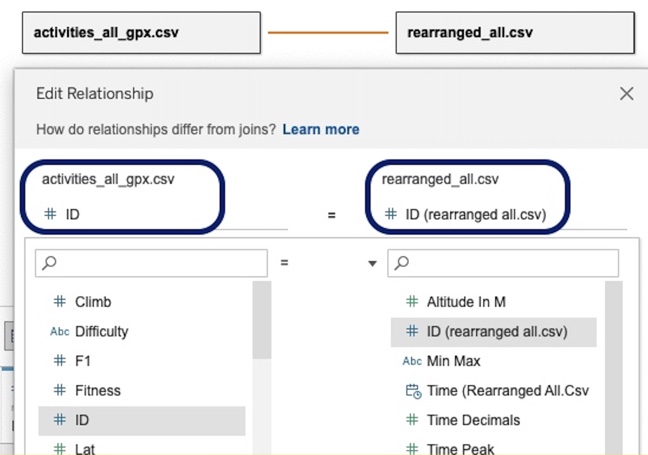 activities_all_gpx.csv
rearranged_all.csv
Edit Relationship
How do relationships differ from joins? Learn more
activities_all_gpx.csv
rearranged_all.csv
# ID
=
# ID (rearranged all.csv)
=
# Climb
# Altitude In M
Abc Difficulty
# ID (rearranged all.csv)
# F1
Abc Min Max
# Fitness
Time (Rearranged All.Csv
# ID
# Time Decimals
# Lat
# Time Peak